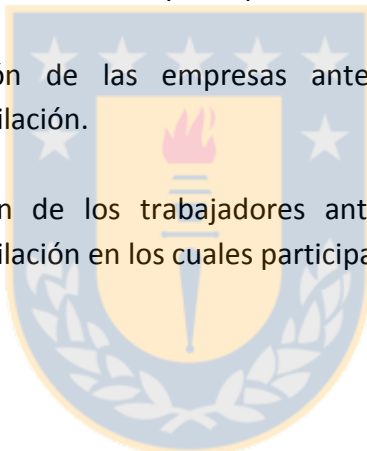 ón de las empresas ante
ilación.
n de los trabajadores ant
ilación en los cuales participa